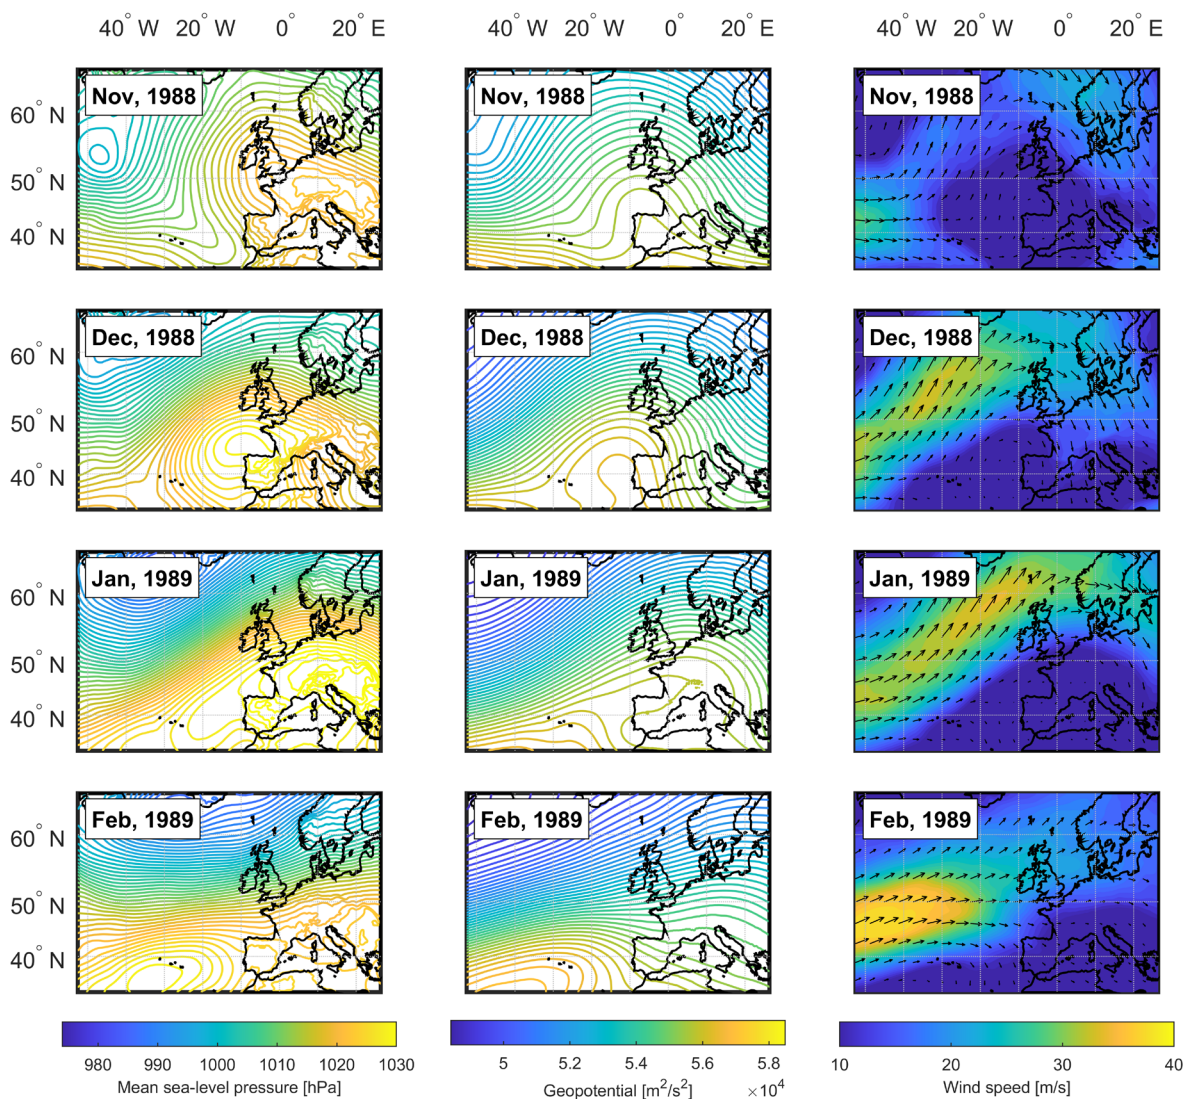 40° W 20° W 0° 20° E 40° W 20° W 0° 20° E 40° W 20° W 0° 20° E
Nov, 1988 Nov, 1988 Nov, 1988
60° N
50° N
40° N
Dec, 1988 Dec, 1988 Dec, 1988
60° N
50° N
40° N
Jan, 1989 Jan, 1989 Jan, 1989
60° N
50° N
40° N
Feb, 1989 Feb, 1989 Feb, 1989
60° N
50° N
40° N
980 990 1000 1010 1020 1030 5 5.2 5.4 5.6 5.8 10 20 30 40
Mean sea-level pressure [hPa] Geopotential [m²/s²] ×10⁴ Wind speed [m/s]